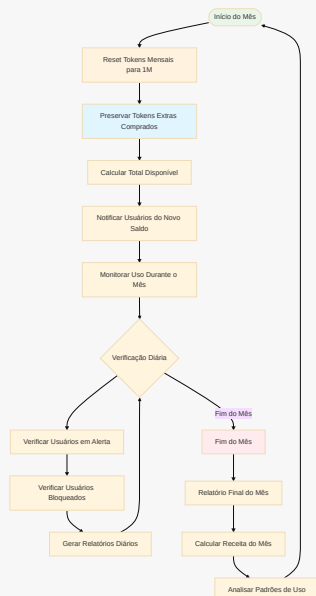 Início do Mês
Reset Tokens Mensais
para 1M
Preservar Tokens Extras
Comprados
Calcular Total Disponível
Notificar Usuários do Novo
Saldo
Monitorar Uso Durante o
Mês
Verificação Diária
Fim do Mês
Verificar Usuários em Alerta
Fim do Mês
Verificar Usuários
Bloqueados
Relatório Final do Mês
Gerar Relatórios Diários
Calcular Receita do Mês
Analisar Padrões de Uso